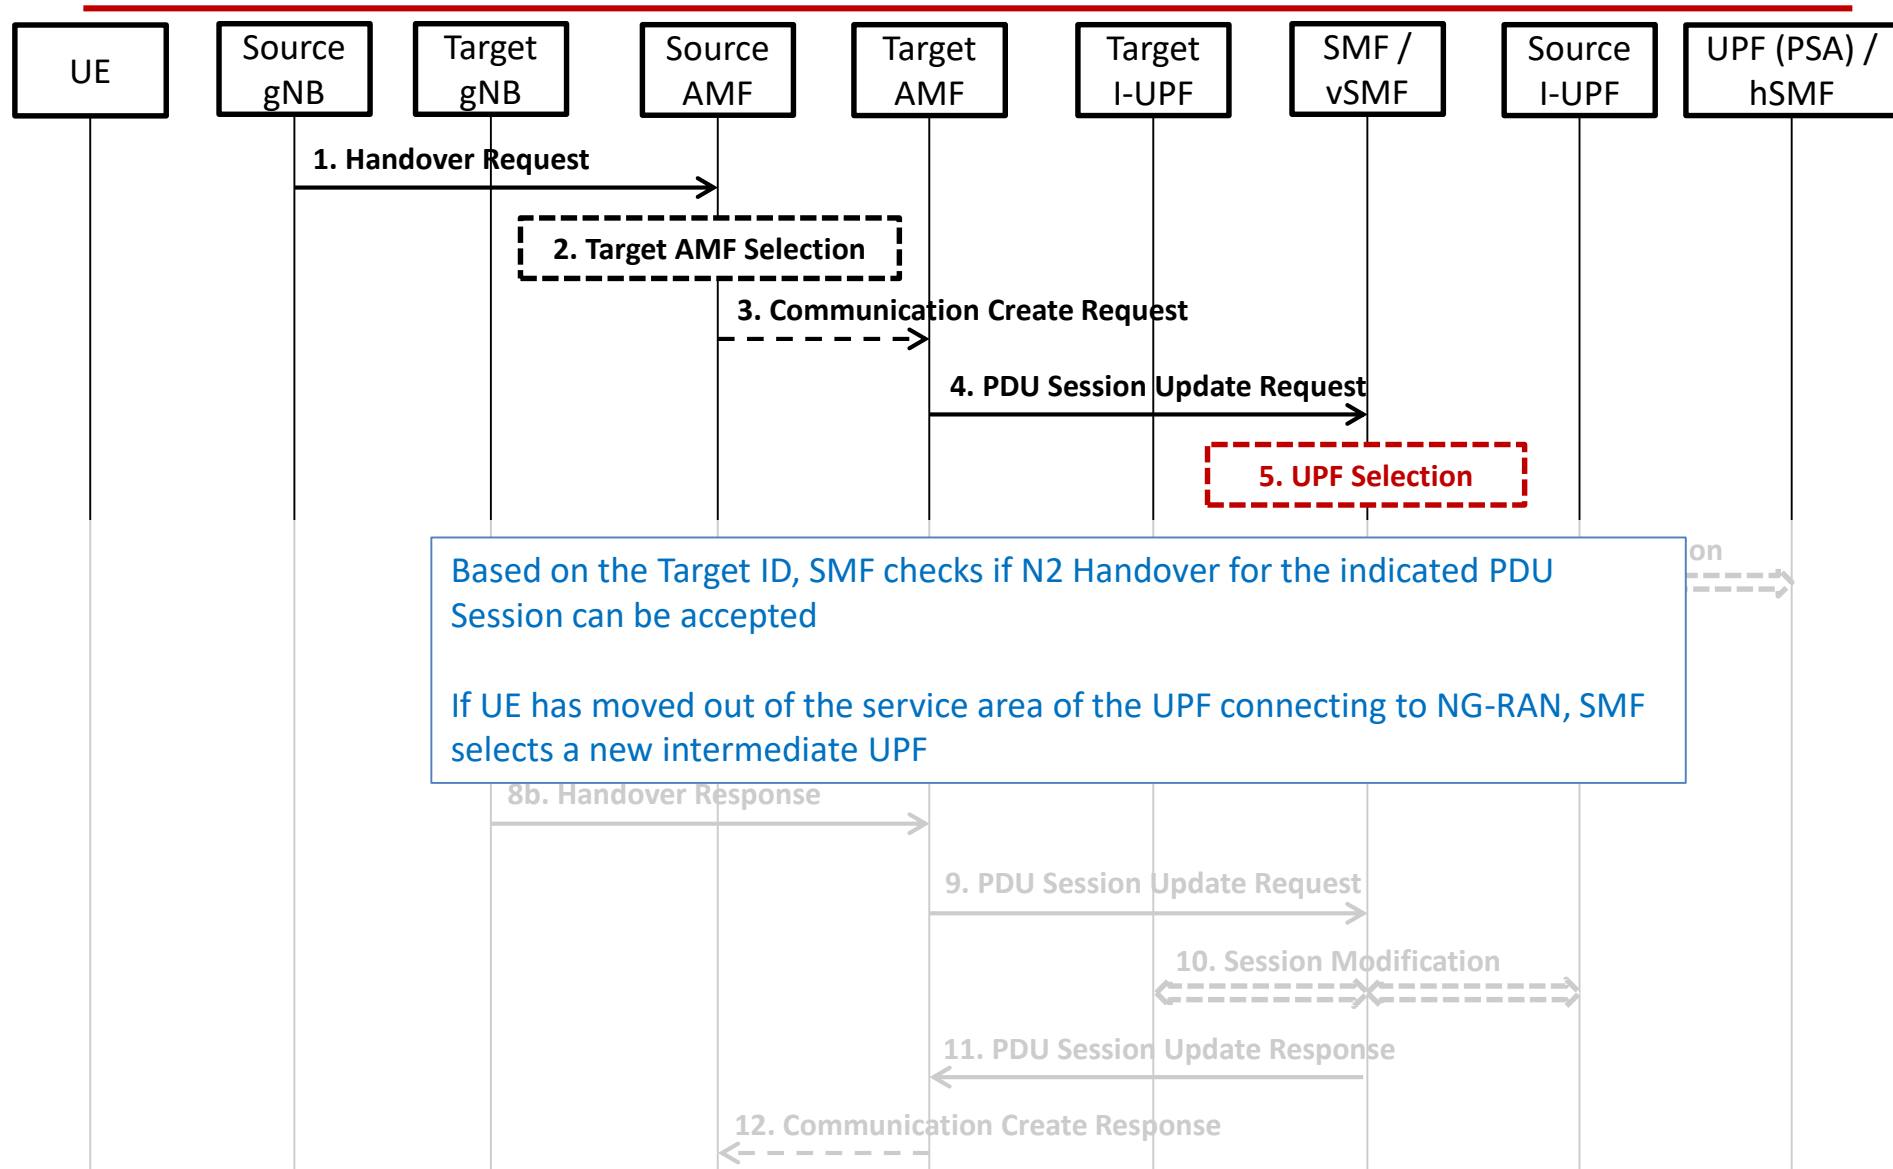 UE
Source
gNB
Target
gNB
Source
AMF
Target
AMF
Target
I-UPF
SMF /
vSMF
Source
I-UPF
UPF (PSA) /
hSMF
1. Handover Request
2. Target AMF Selection
3. Communication Create Request
4. PDU Session Update Request
5. UPF Selection
on
Based on the Target ID, SMF checks if N2 Handover for the indicated PDU
Session can be accepted
If UE has moved out of the service area of the UPF connecting to NG-RAN, SMF
selects a new intermediate UPF
8b. Handover Response
9. PDU Session Update Request
10. Session Modification
11. PDU Session Update Response
12. Communication Create Response